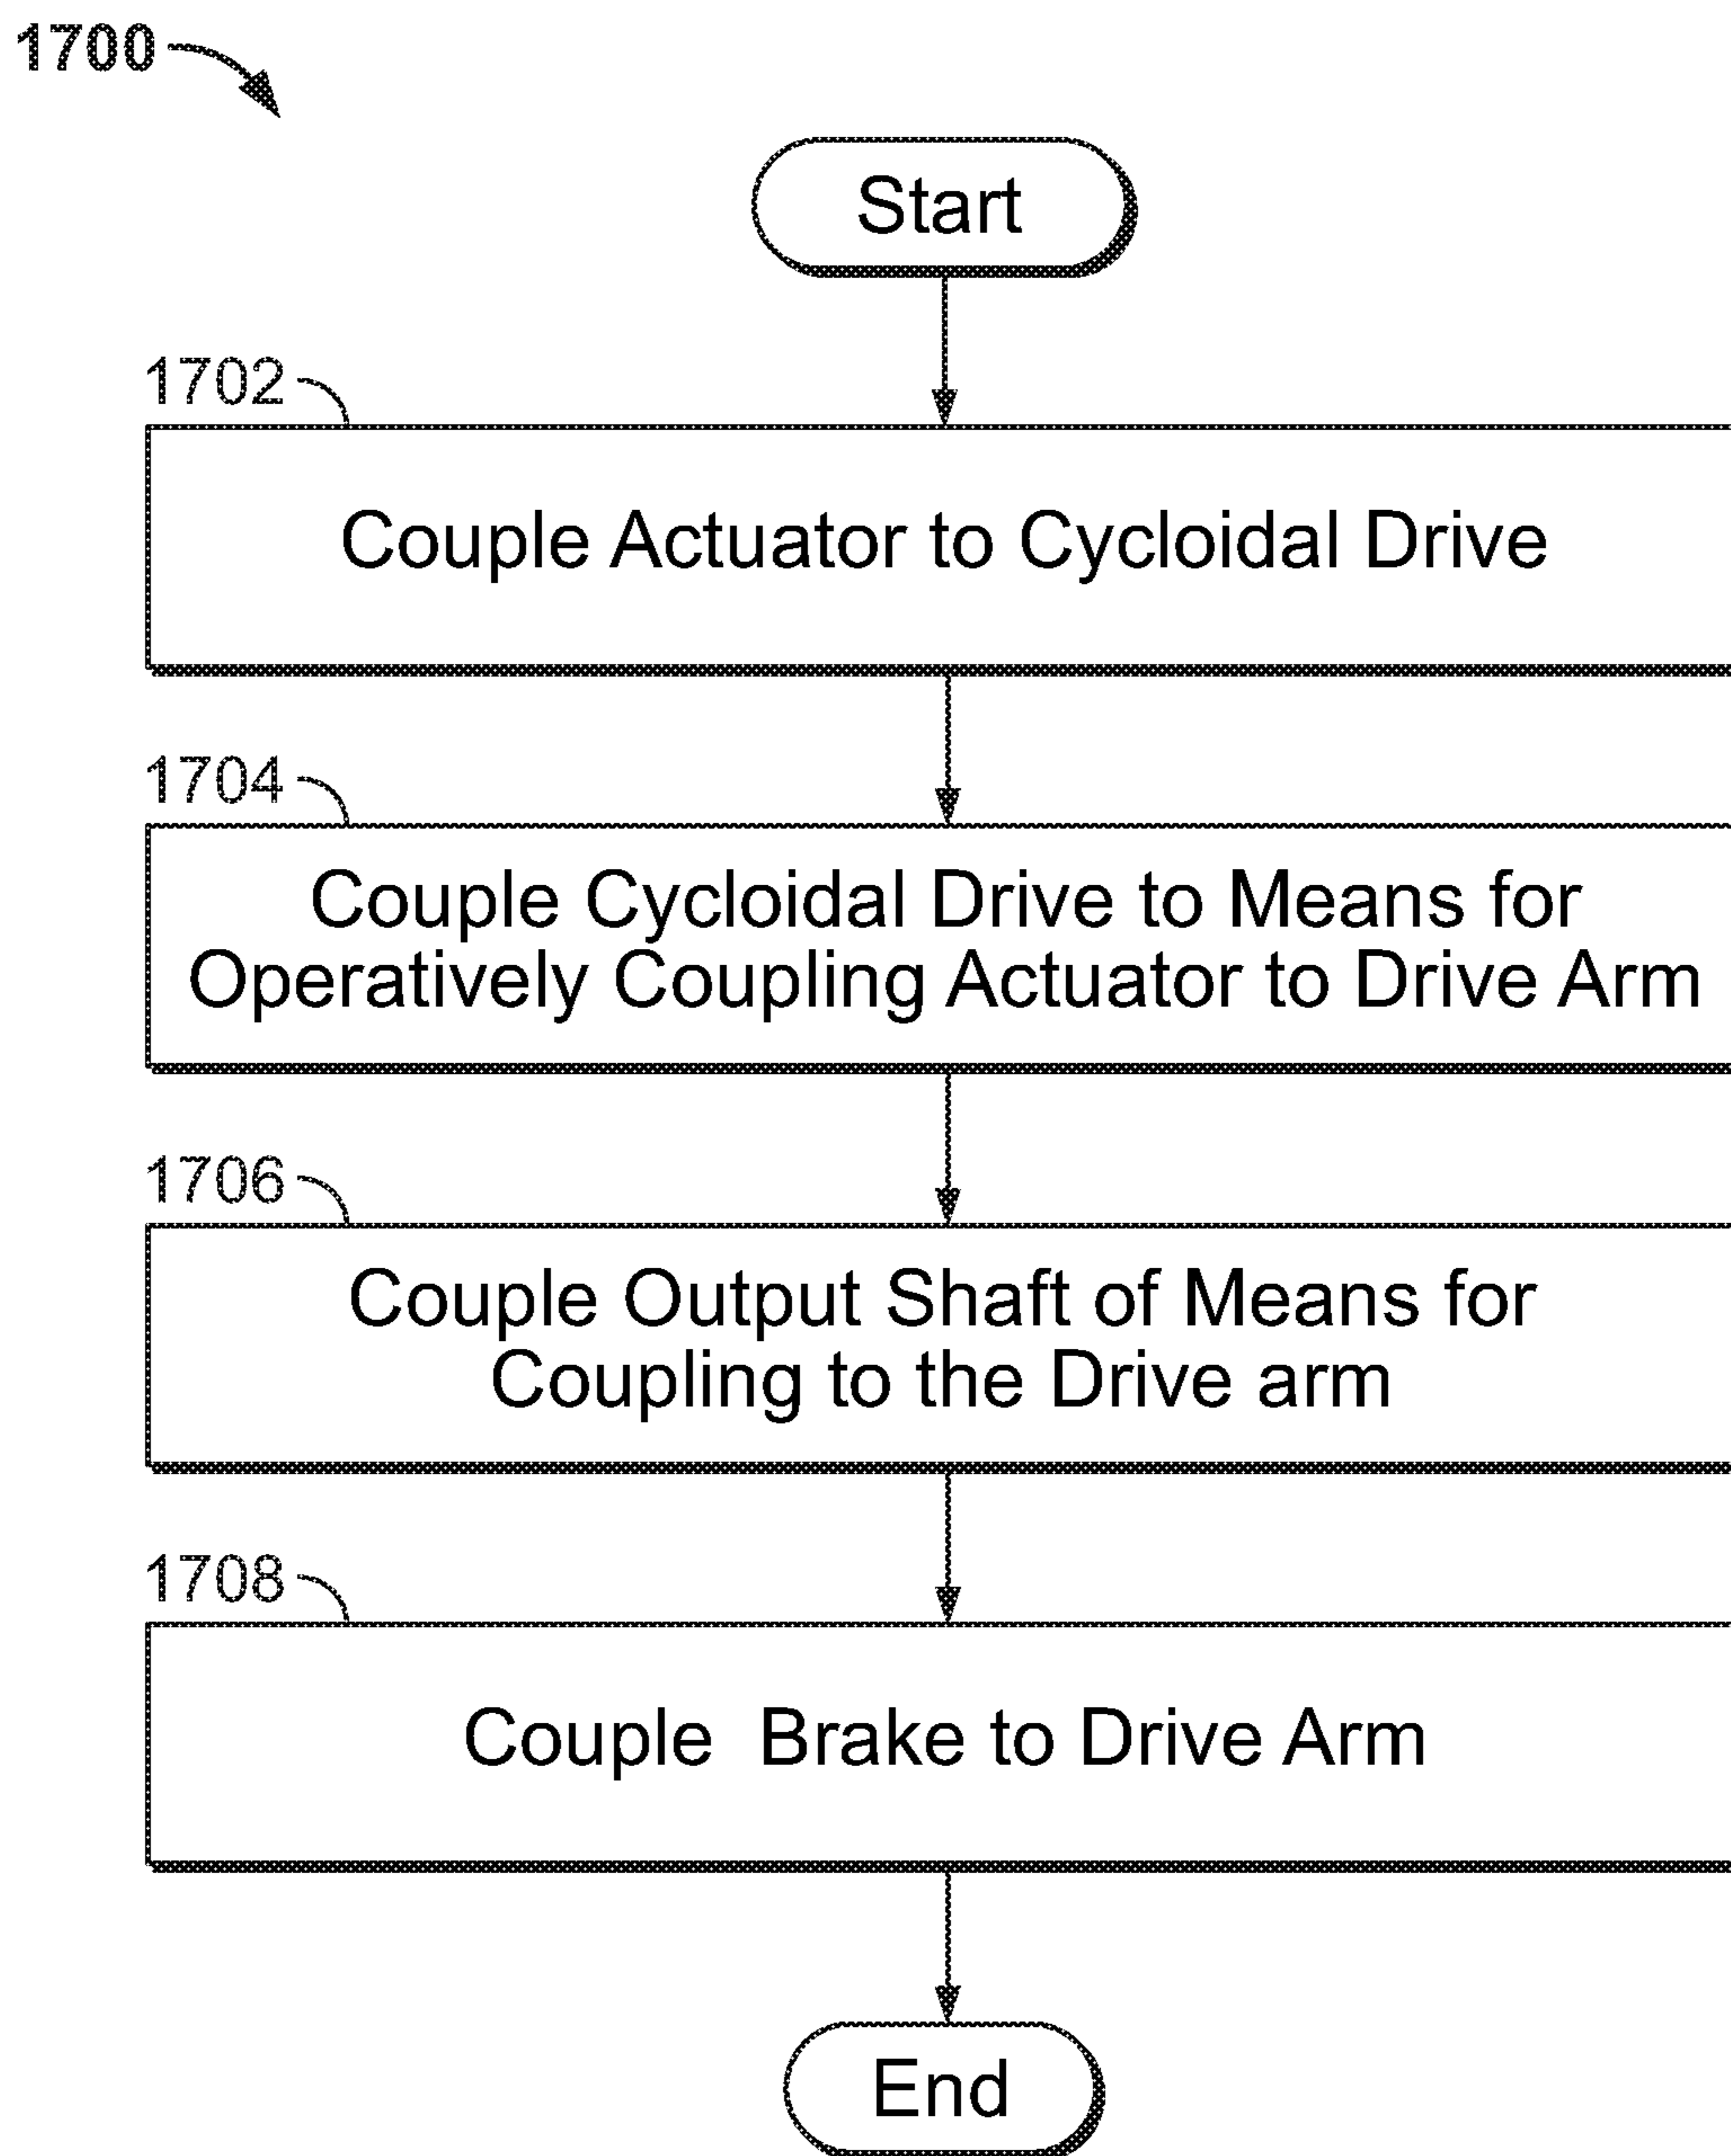 1700
Start
1702
Couple Actuator to Cycloidal Drive
1704
Couple Cycloidal Drive to Means for
Operatively Coupling Actuator to Drive Arm
1706
Couple Output Shaft of Means for
Coupling to the Drive arm
1708
Couple Brake to Drive Arm
End